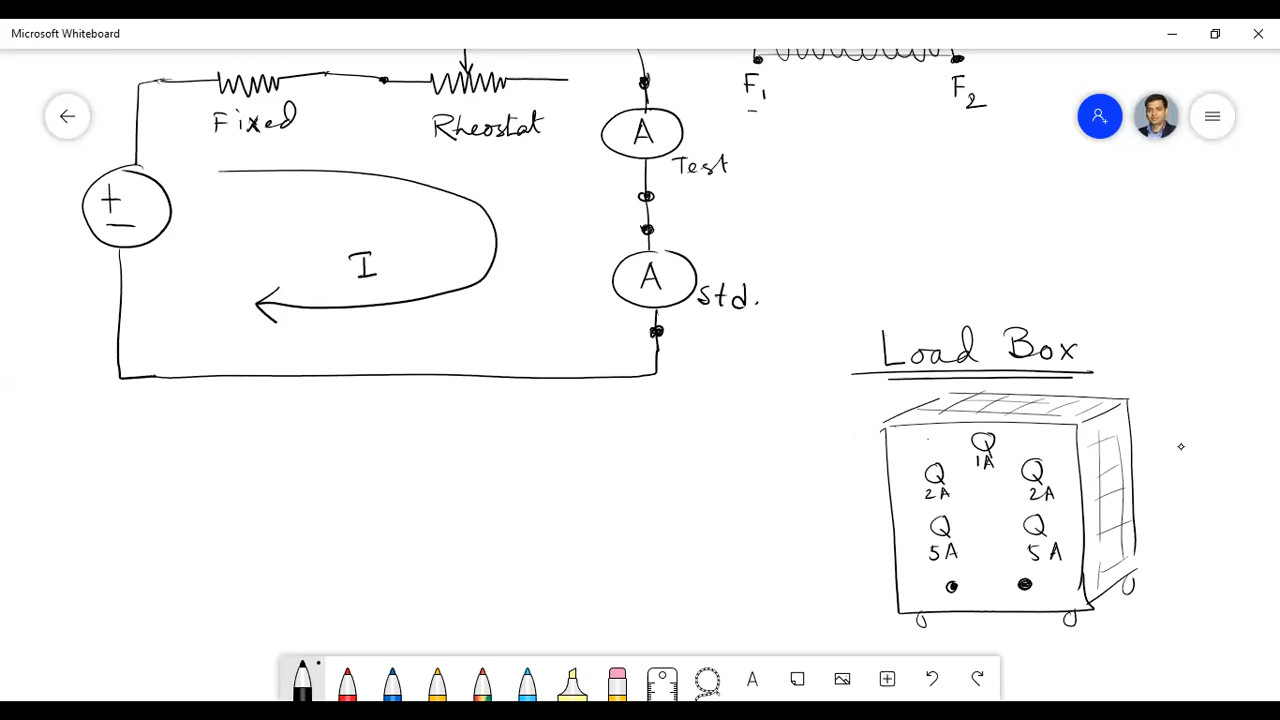 Microsoft Whiteboard
F1
F2
Fixed
Rheostat
A
Test
+
−
I
A
Std.
Load Box
1A
2A
2A
5A
5A
A